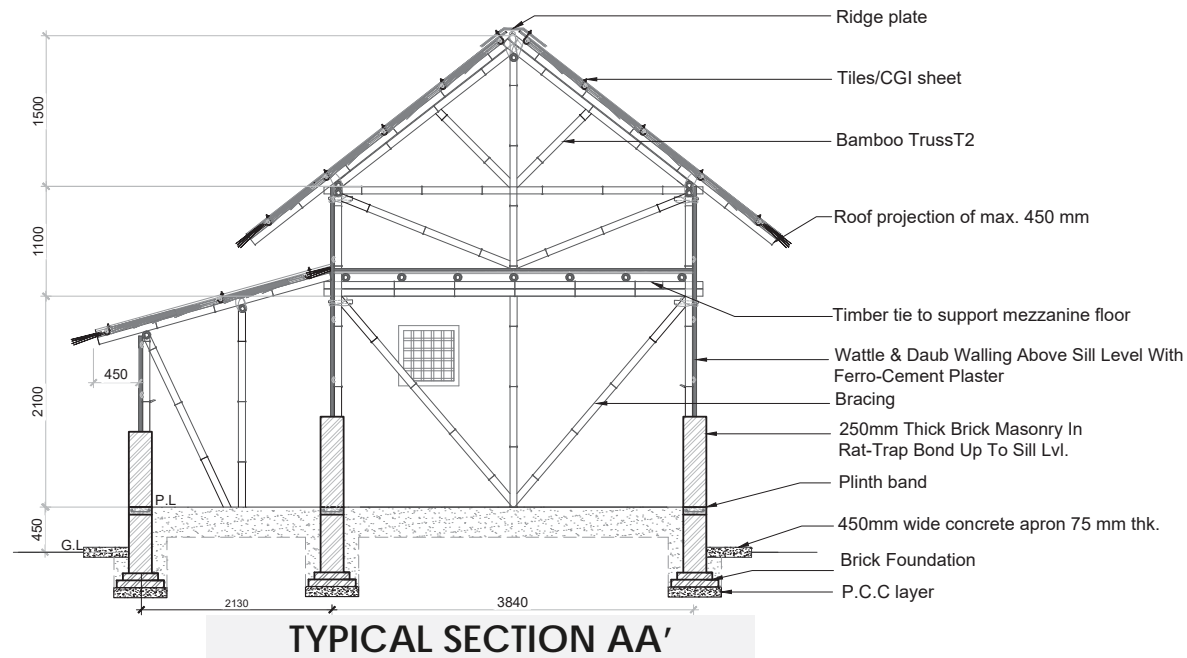 Ridge plate
Tiles/CGI sheet
1500
Bamboo TrussT2
Roof projection of max. 450 mm
1100
Timber tie to support mezzanine floor
Wattle & Daub Walling Above Sill Level With
Ferro-Cement Plaster
450
Bracing
2100
250mm Thick Brick Masonry In
Rat-Trap Bond Up To Sill Lvl.
Plinth band
P.L
450
450mm wide concrete apron 75 mm thk.
G.L
Brick Foundation
P.C.C layer
2130
3840
TYPICAL SECTION AA'